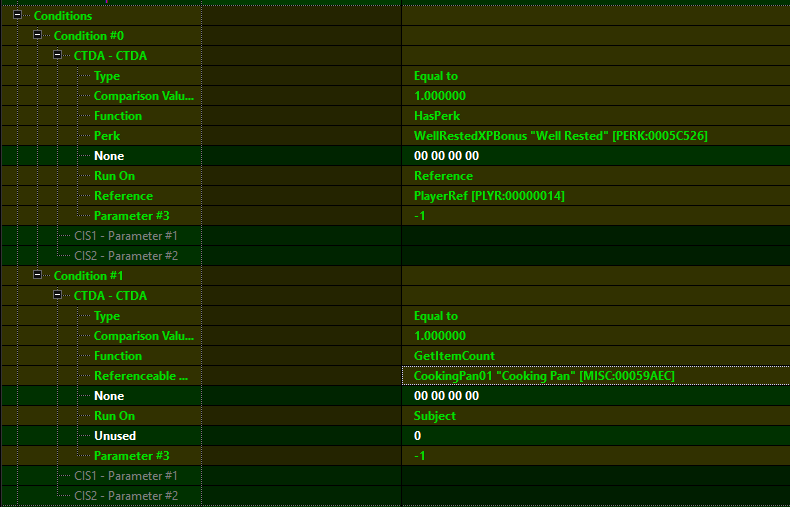 Conditions
Condition #0
CTDA - CTDA
Type Equal to
Comparison Valu... 1.000000
Function HasPerk
Perk WellRestedXPBonus "Well Rested" [PERK:0005C526]
None 00 00 00 00
Run On Reference
Reference PlayerRef [PLYR:00000014]
Parameter #3 -1
CIS1 - Parameter #1
CIS2 - Parameter #2
Condition #1
CTDA - CTDA
Type Equal to
Comparison Valu... 1.000000
Function GetItemCount
Referenceable ... CookingPan01 "Cooking Pan" [MISC:00059AEC]
None 00 00 00 00
Run On Subject
Unused 0
Parameter #3 -1
CIS1 - Parameter #1
CIS2 - Parameter #2